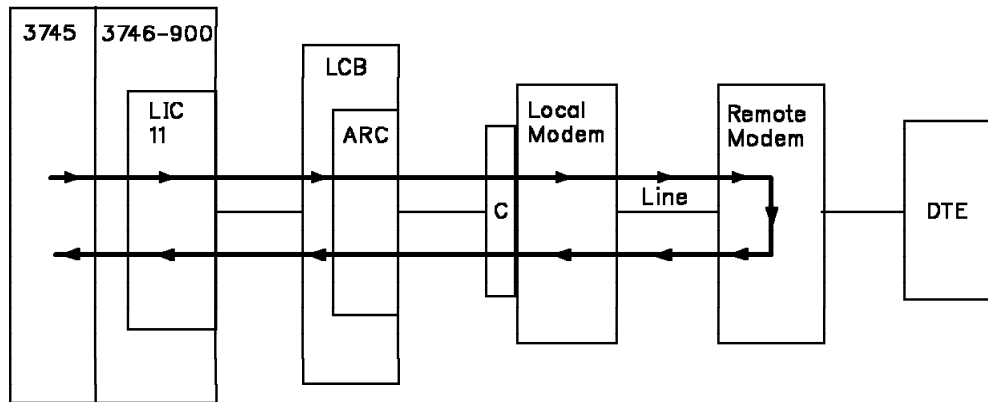 3745
3746-900
LIC
11
LCB
ARC
C
Local
Modem
Line
Remote
Modem
DTE